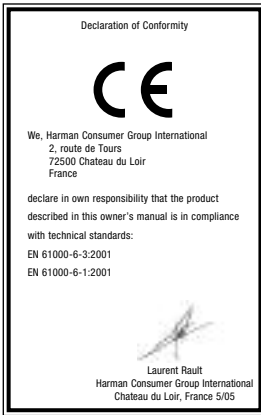 Declaration of Conformity
CE
We, Harman Consumer Group International
2, route de Tours
72500 Chateau du Loir
France
declare in own responsibility that the product
described in this owner's manual is in compliance
with technical standards:
EN 61000-6-3:2001
EN 61000-6-1:2001
Laurent Rault
Harman Consumer Group International
Chateau du Loir, France 5/05